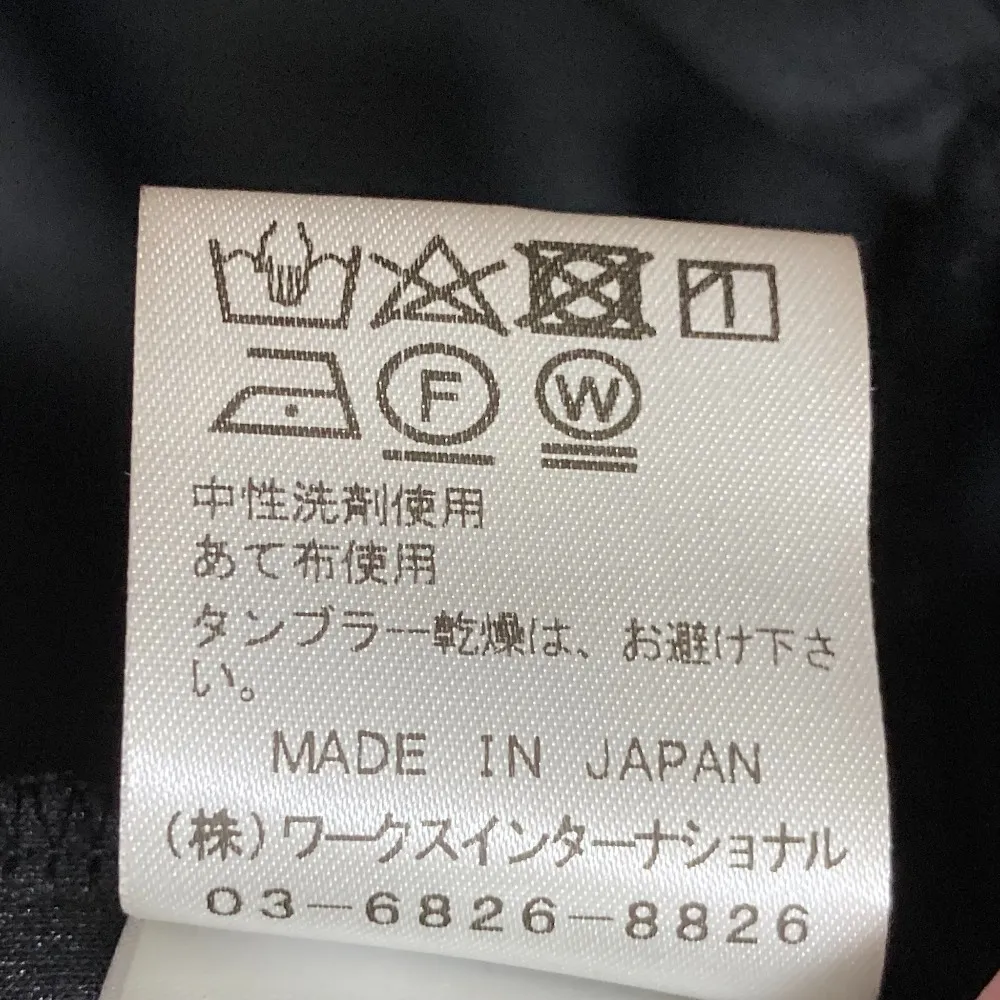 F W
中性洗剤使用
あて布使用
タンブラー乾燥は、お避け下さ
い。
MADE IN JAPAN
(株)ワークスインターナショナル
03-6826-8826